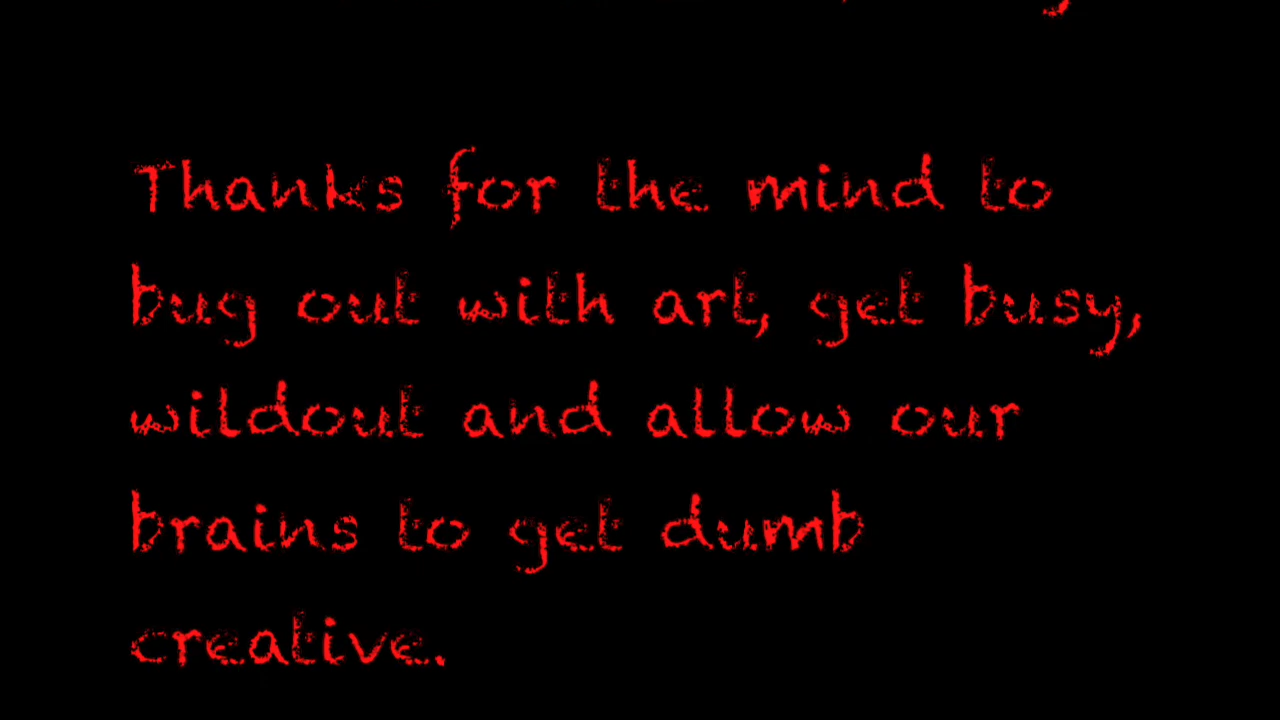 Thanks for the mind to
bug out with art, get busy,
wildout and allow our
brains to get dumb
creative.